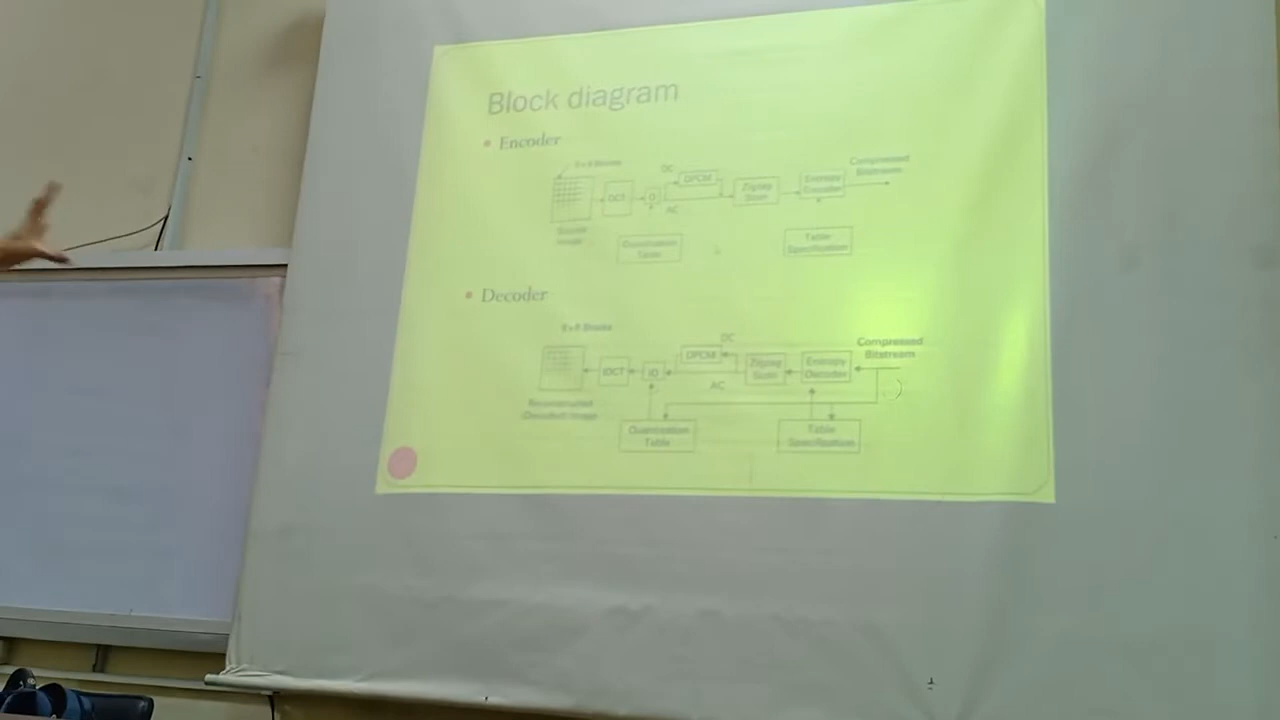 Block diagram
• Encoder
8×8 Blocks
DC
DPCM
Compressed
Bitstream
DCT
Q
Zigzag
Scan
Entropy
Encoder
AC
Source
Image
Quantization
Table
Table
Specification
• Decoder
8×8 Blocks
DC
DPCM
Compressed
Bitstream
IDCT
IQ
Zigzag
Scan
Entropy
Decoder
AC
Reconstructed
Image
Quantization
Table
Table
Specification